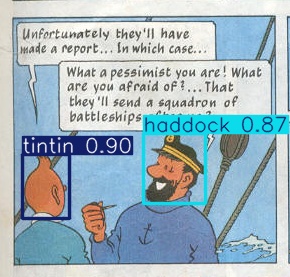 Unfortunately they'll have
made a report... In which case...
What a pessimist you are! What
are you afraid of?... That
they'll send a squadron of
battleships
tintin 0.90
haddock 0.87